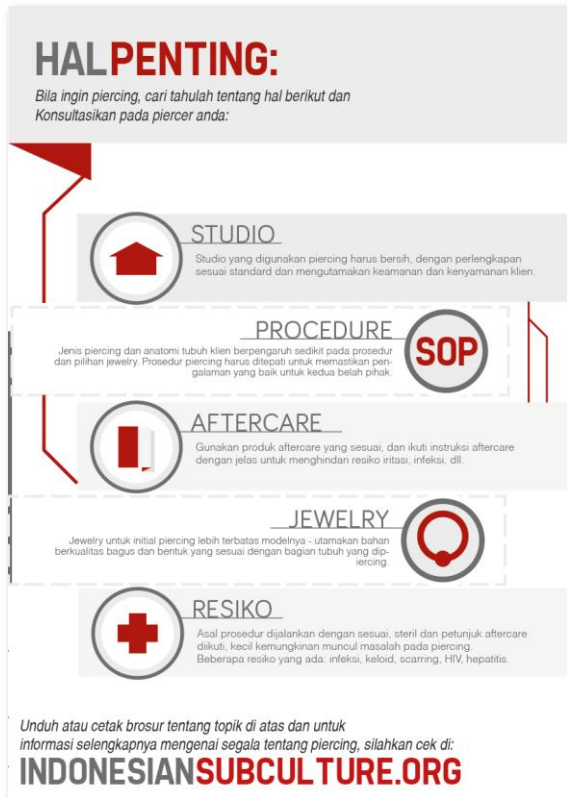 HALPENTING:
Bila ingin piercing, cari tahulah tentang hal berikut dan
Konsultasikan pada piercer anda:
STUDIO
Studio yang digunakan piercing harus bersih, dengan perlengkapan
sesuai standard dan mengutamakan keamanan dan kenyamanan klien.
PROCEDURE
Jenis piercing dan anatomi tubuh klien berpengaruh sedikit pada prosedur
dan pilihan jewelry. Prosedur piercing harus ditepati untuk memastikan pen-
galaman yang baik untuk kedua belah pihak.
SOP
AFTERCARE
Gunakan produk aftercare yang sesuai, dan ikuti instruksi aftercare
dengan jelas untuk menghindari resiko iritasi, infeksi, dll.
JEWELRY
Jewelry untuk initial piercing lebih terbatas modelnya - utamakan bahan
berkualitas bagus dan bentuk yang sesuai dengan bagian tubuh yang dip-
iercing.
RESIKO
Asal prosedur dijalankan dengan sesuai, steril dan petunjuk aftercare
diikuti, kecil kemungkinan muncul masalah pada piercing.
Beberapa resiko yang ada: infeksi, keloid, scarring, HIV, hepatitis.
Unduh atau cetak brosur tentang topik di atas dan untuk
informasi selengkapnya mengenai segala tentang piercing, silahkan cek di:
INDONESIANSUBCULTURE.ORG